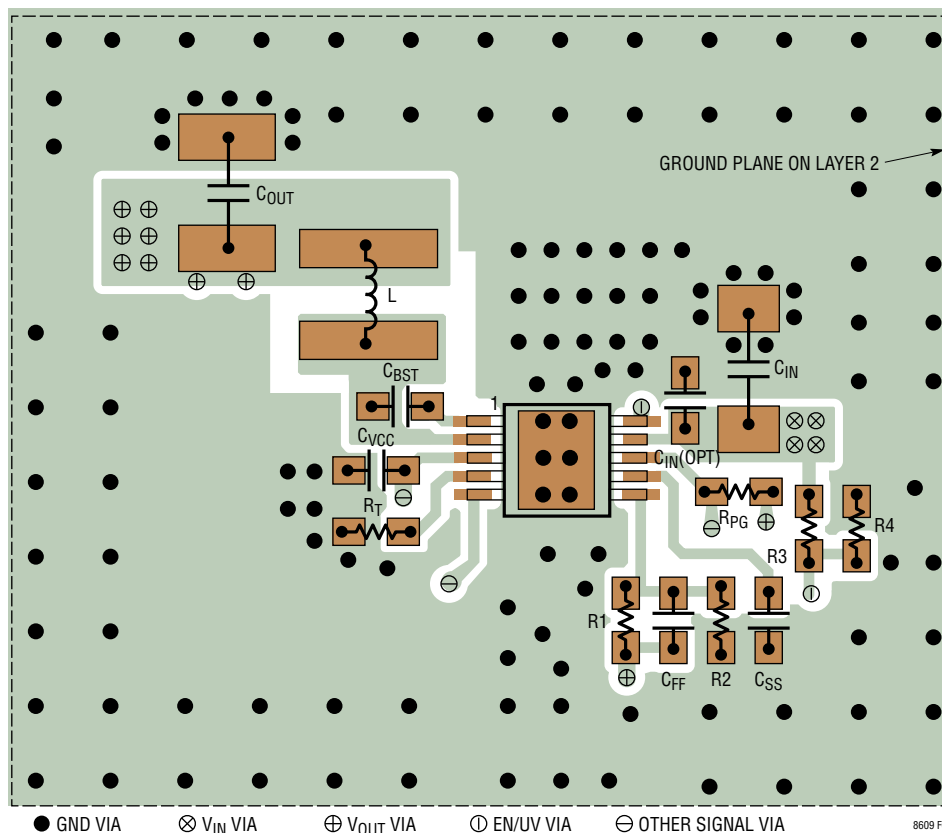 GROUND PLANE ON LAYER 2
COUT
L
CIN
CBST
1
CVCC
CIN(OPT)
RT
RPG
R4
R3
R1
CFF
R2
CSS
GND VIA
VIN VIA
VOUT VIA
EN/UV VIA
OTHER SIGNAL VIA
8609 F